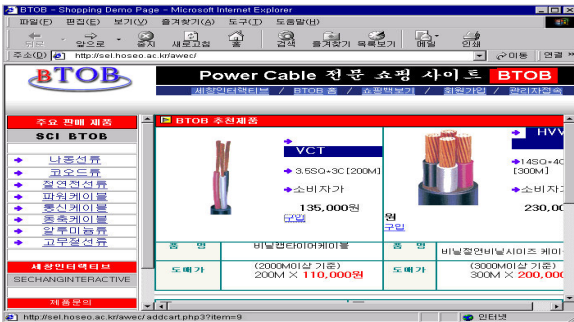 BTOB - Shopping Demo Page - Microsoft Internet Explorer
파일(F) 편집(E) 보기(V) 즐겨찾기(A) 도구(T) 도움말(H)
뒤로 앞으로 중지 새로고침 홈 검색 즐겨찾기 목록보기 메일 인쇄
주소(D) http://sel.hoseo.ac.kr/awec/ 이동 연결 »
BTOB
Power Cable 전문 쇼핑 사이트 BTOB
세창인터랙티브 / BTOB 홈 / 쇼핑백보기 / 회원가입 / 관리자접속
주요 판매 제품
SCI BTOB
나동선류
코오드류
절연전선류
파워케이블
통신케이블
동축케이블
알루미늄류
고무절선류
세창인터랙티브
SECHANGINTERACTIVE
제품문의
BTOB 추천제품
VCT
3.5SQ*3C [200M]
소비자가
135,000원
구입
품 명 비닐캡타이어케이블
도매가 (2000M이상 기준)
200M X 110,000원
HVV
14SQ*4C
[300M]
소비자
230,00
원
구입
품 명 비닐절연비닐시이즈 케이
도매가 (3000M이상 기준)
300M X 200,00
http://sel.hoseo.ac.kr/awec/addcart.php3?item=9 인터넷